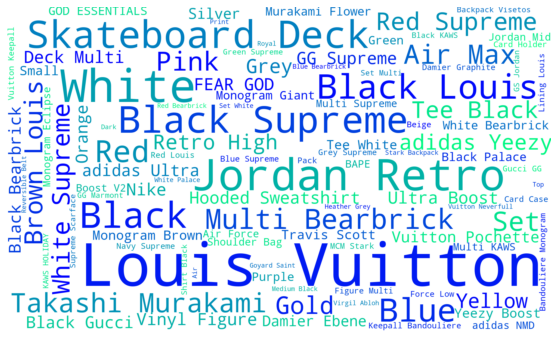 GOD ESSENTIALS
Silver
Murakami Flower
Backpack Visetos
Print
Skateboard Deck
Royal
Red Supreme
Green
Black KAWS
Card Holder
Jordan Mid
Green Supreme
Deck Multi
Pink
Grey
GG Supreme
Air Max
Damier Graphite
Small
White
FEAR GOD
Blue Bearbrick
Set Multi
Black Louis
GG Jordan
Lining Louis
Vuitton Keepall
Monogram Eclipse
Monogram Giant
Red Bearbrick
Set White
Multi Supreme
Tee Black
Orange
Dark
Black Supreme
Beige
White Bearbrick
Red
Retro High
Tee White
adidas Yeezy
Red Louis
Grey Supreme
Stark Backpack
Black Bearbrick
Reversible Belt
Brown Louis
White Supreme
adidas Ultra
Blue Supreme
Pack
BAPE
Black Palace
Gucci GG
Boost V2
White Palace
Nike
Jordan Retro
Top
GG Marmont
Hooded Sweatshirt
Ultra Boost
Card Case
Supreme Scarface
Black
Heather Grey
Vuitton Neverfull
Multi Bearbrick
Set
Monogram Brown
Air Force
Travis Scott
Vuitton Pochette
Shoulder Bag
Navy Supreme
MCM Stark
Multi KAWS
KAWS HOLIDAY
Louis Vuitton
Shirt Black
Air
Goyard Saint
Purple
Bandouliere Monogram
Medium Black
Figure Multi
Force Low
Takashi Murakami
Gold
Virgil Abloh
Blue
Yellow
Yeezy Boost
Black Gucci
Vinyl Figure
Damier Ebene
Keepall Bandouliere
adidas NMD